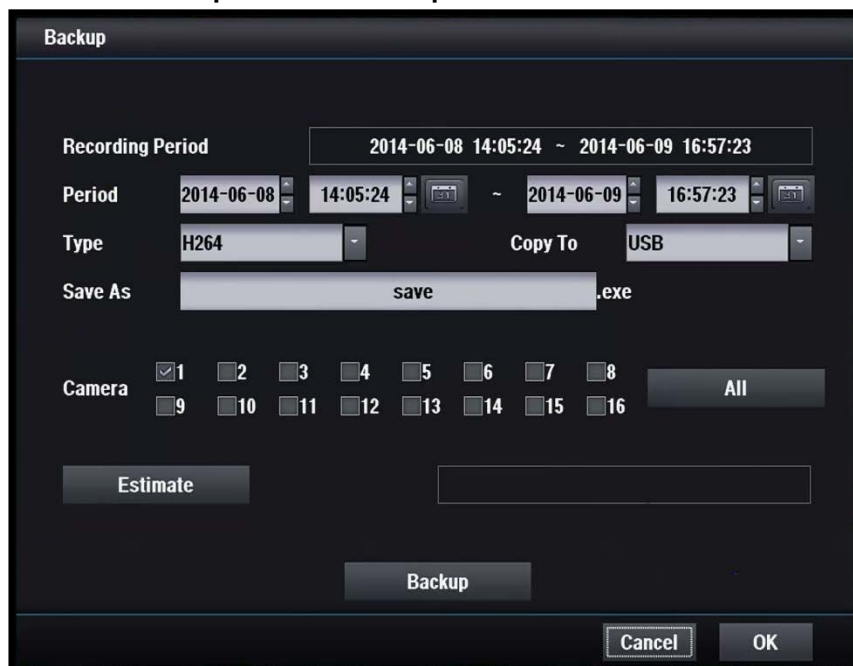 Backup
Recording Period 2014-06-08 14:05:24 ~ 2014-06-09 16:57:23
Period 2014-06-08 14:05:24 ~ 2014-06-09 16:57:23
Type H264 Copy To USB
Save As save .exe
1 2 3 4 5 6 7 8
Camera All
9 10 11 12 13 14 15 16
Estimate
Backup
Cancel OK